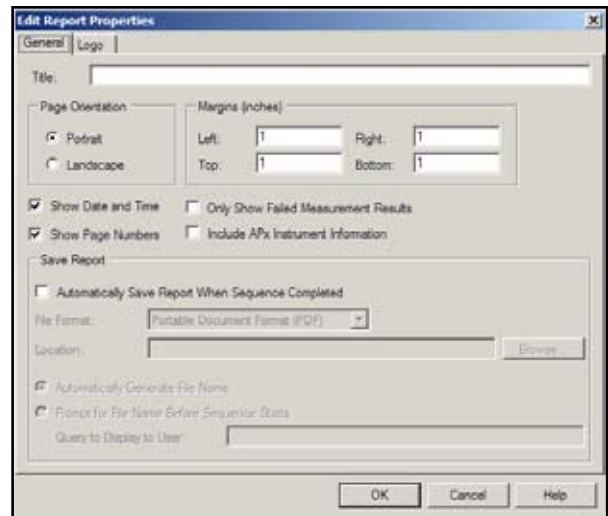 Edit Report Properties
General Logo
Title:
Page Orientation
Portrait
Landscape
Margins (inches)
Left: 1 Right: 1
Top: 1 Bottom: 1
Show Date and Time Only Show Failed Measurement Results
Show Page Numbers Include APx Instrument Information
Save Report
Automatically Save Report When Sequence Completed
File Format: Portable Document Format (PDF)
Location: Browse...
Automatically Generate File Name
Prompt for File Name Before Sequence Starts
Query to Display to User:
OK Cancel Help